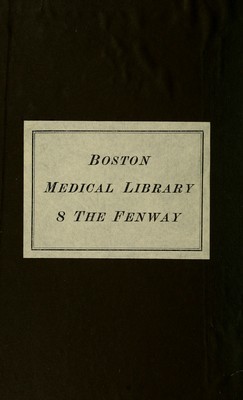 BOSTON
MEDICAL LIBRARY
8 THE FENWAY